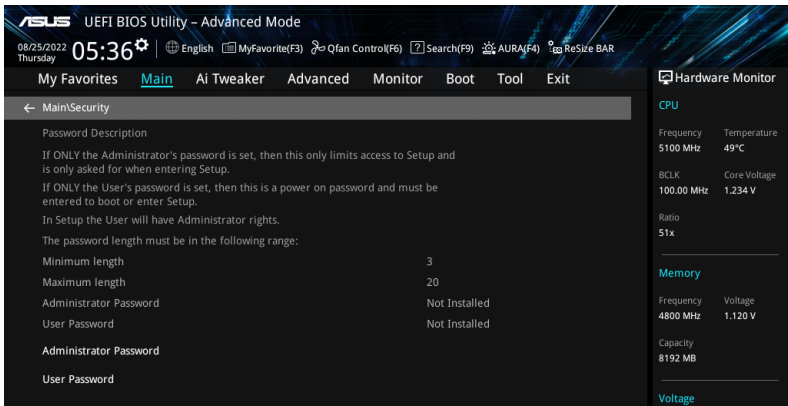 ASUS UEFI BIOS Utility – Advanced Mode
08/25/2022 Thursday 05:36 English MyFavorite(F3) Qfan Control(F6) ? Search(F9) AURA(F4) ReSize BAR
My Favorites Main Ai Tweaker Advanced Monitor Boot Tool Exit
← Main\Security
Password Description
If ONLY the Administrator's password is set, then this only limits access to Setup and
is only asked for when entering Setup.
If ONLY the User's password is set, then this is a power on password and must be
entered to boot or enter Setup.
In Setup the User will have Administrator rights.
The password length must be in the following range:
Minimum length 3
Maximum length 20
Administrator Password Not Installed
User Password Not Installed
Administrator Password
User Password
Hardware Monitor
CPU
Frequency Temperature
5100 MHz 49°C
BCLK Core Voltage
100.00 MHz 1.234 V
Ratio
51x
Memory
Frequency Voltage
4800 MHz 1.120 V
Capacity
8192 MB
Voltage